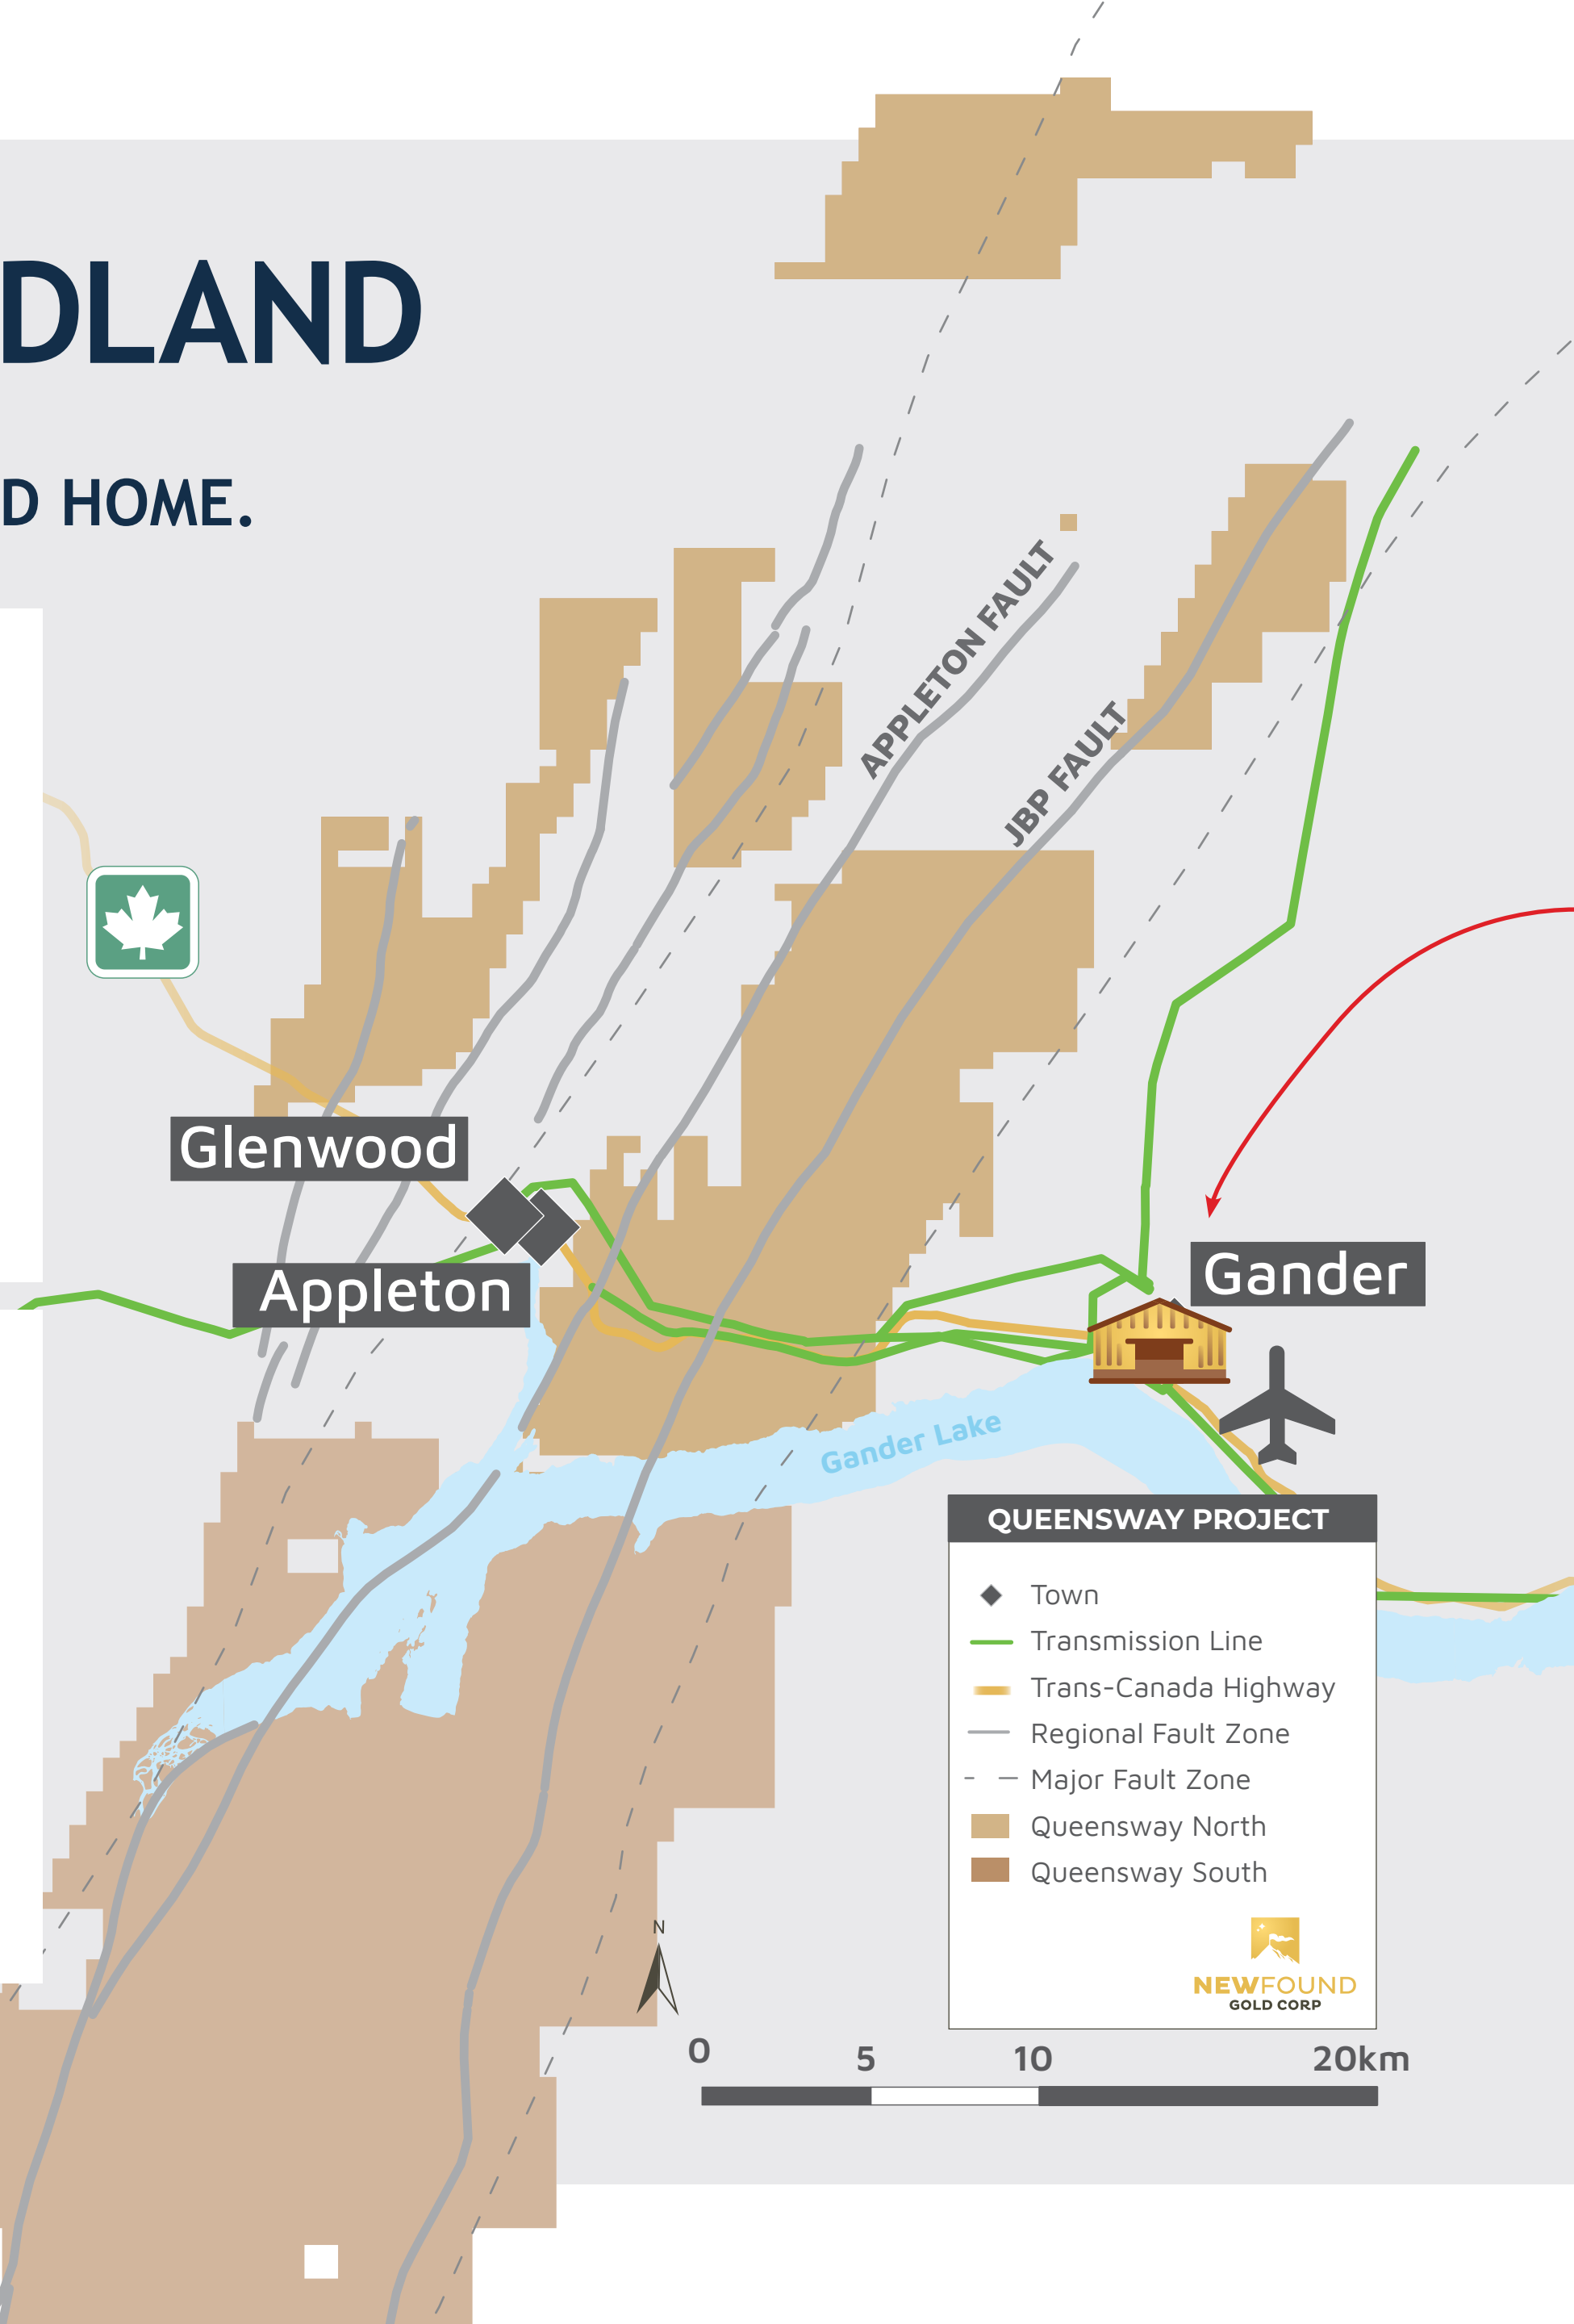 DLAND
D HOME.
APPLETON FAULT
JBP FAULT
Glenwood
Appleton
Gander
Gander Lake
QUEENSWAY PROJECT
Town
Transmission Line
Trans-Canada Highway
Regional Fault Zone
Major Fault Zone
Queensway North
Queensway South
NEWFOUND
GOLD CORP
N
0 5 10 20km